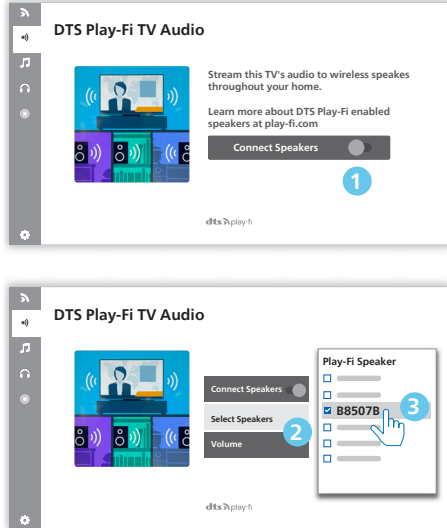 DTS Play-Fi TV Audio
Stream this TV's audio to wireless speakes
throughout your home.
Learn more about DTS Play-Fi enabled
speakers at play-fi.com
Connect Speakers
1
dts play-fi
DTS Play-Fi TV Audio
Connect Speakers
Select Speakers
Volume
2
Play-Fi Speaker
B8507B
3
dts play-fi